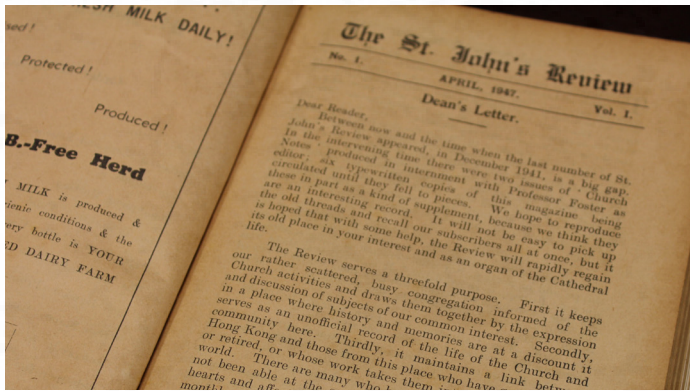 FRESH MILK DAILY!
Protected!
Produced!
B.-Free Herd
MILK is produced &
conditions & the
bottle is YOUR
DAIRY FARM
The St. John's Review
No. 1.
APRIL, 1947.
Vol. 1.
Dean's Letter.
Dear Reader,
Between now and the time when the last number of St.
John's Review appeared, in December 1941, is a big gap.
In the intervening time there were two issues of 'Church
Notes' produced in internment with Professor Foster as
editor; six typewritten copies of this magazine being
circulated until they fell to pieces. We hope to reproduce
these in part as a kind of supplement, because we think they
are an interesting record. It will not be easy to pick up
the old threads and recall our subscribers all at once, but it
is hoped that with some help, the Review will rapidly regain
its old place in your interest and as an organ of the Cathedral
life.
The Review serves a threefold purpose. First it keeps
our rather scattered, busy congregation informed of the
Church activities and draws them together by the expression
and discussion of subjects of our common interest. Secondly,
in a place where history and memories are at a discount it
serves as an unofficial record of the life of the Church and
community here. Thirdly, it maintains a link between
Hong Kong and those from this place who have
or retired, or whose work takes them
world. There are many who
not been able at the
hearts and